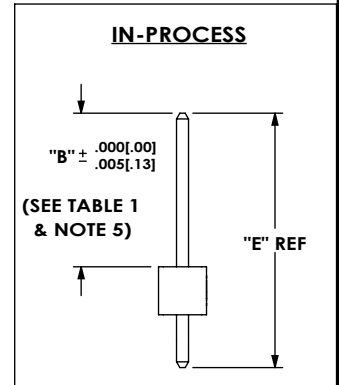 IN-PROCESS
"B" ± .000[.00]
.005[.13]
(SEE TABLE 1
& NOTE 5)
"E" REF